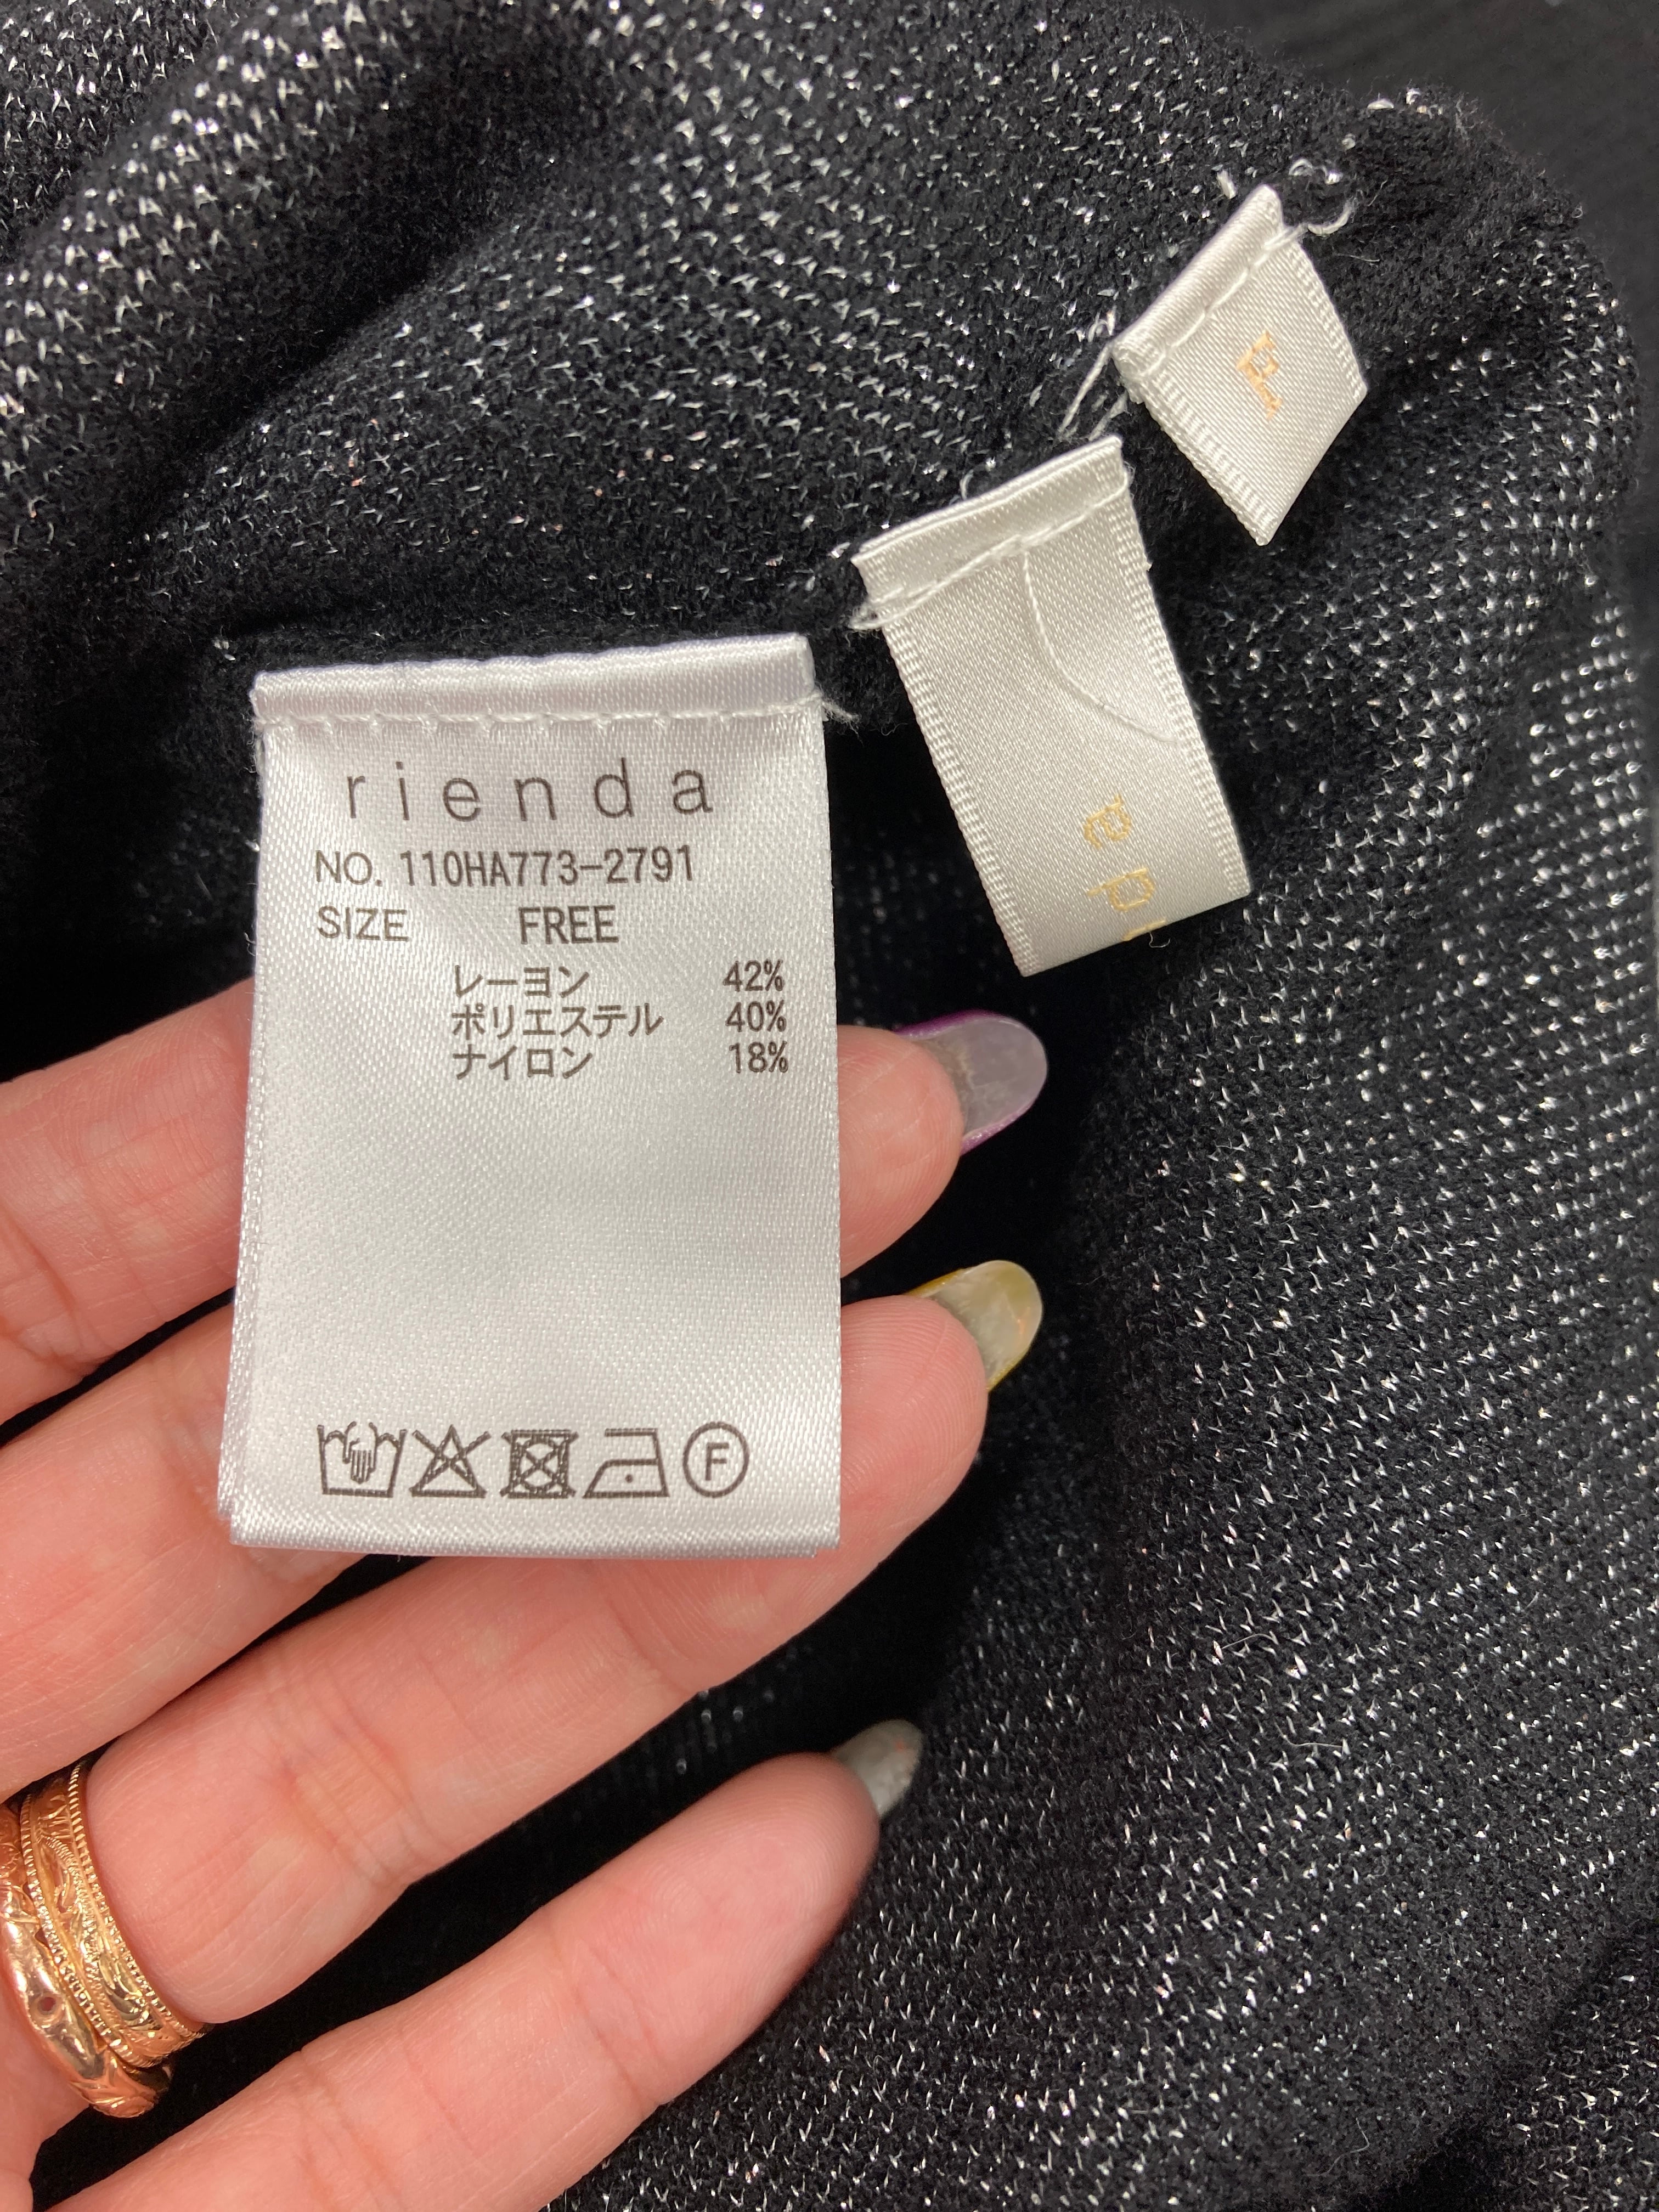 rienda
NO. 110HA773-2791
SIZE FREE
レーヨン 42%
ポリエステル 40%
ナイロン 18%
F
F